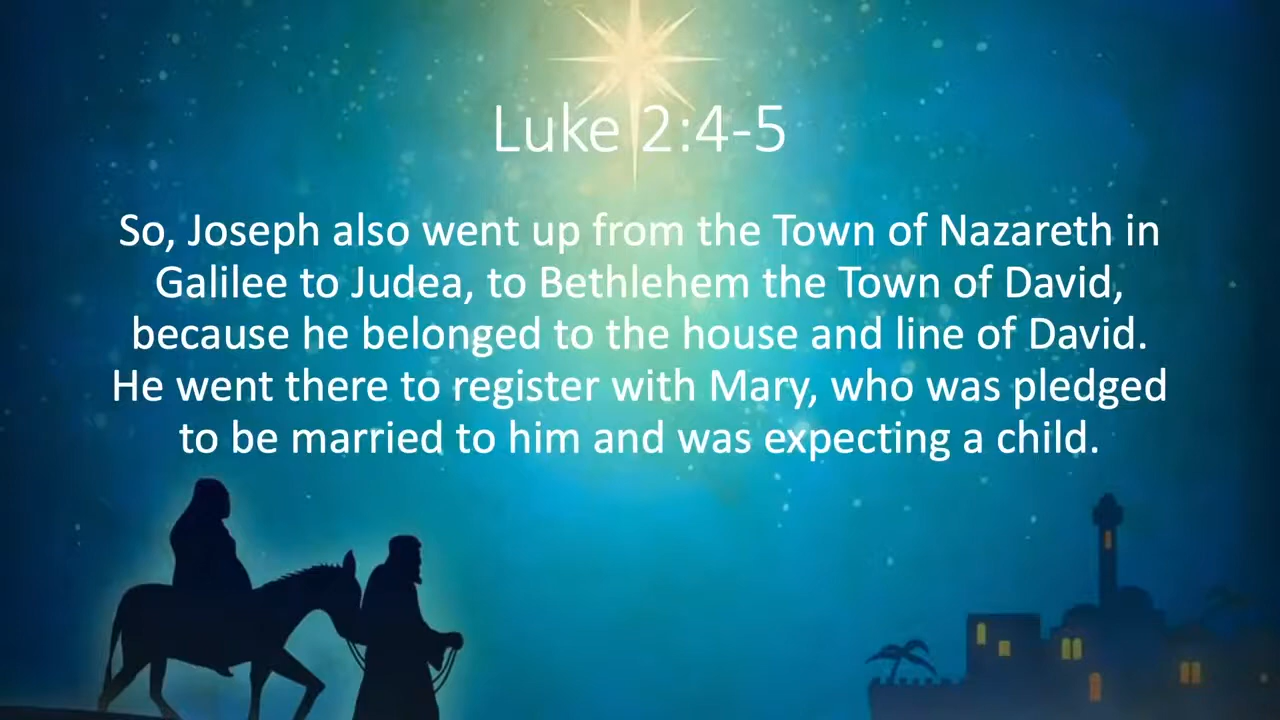 Luke 2:4-5
So, Joseph also went up from the Town of Nazareth in
Galilee to Judea, to Bethlehem the Town of David,
because he belonged to the house and line of David.
He went there to register with Mary, who was pledged
to be married to him and was expecting a child.